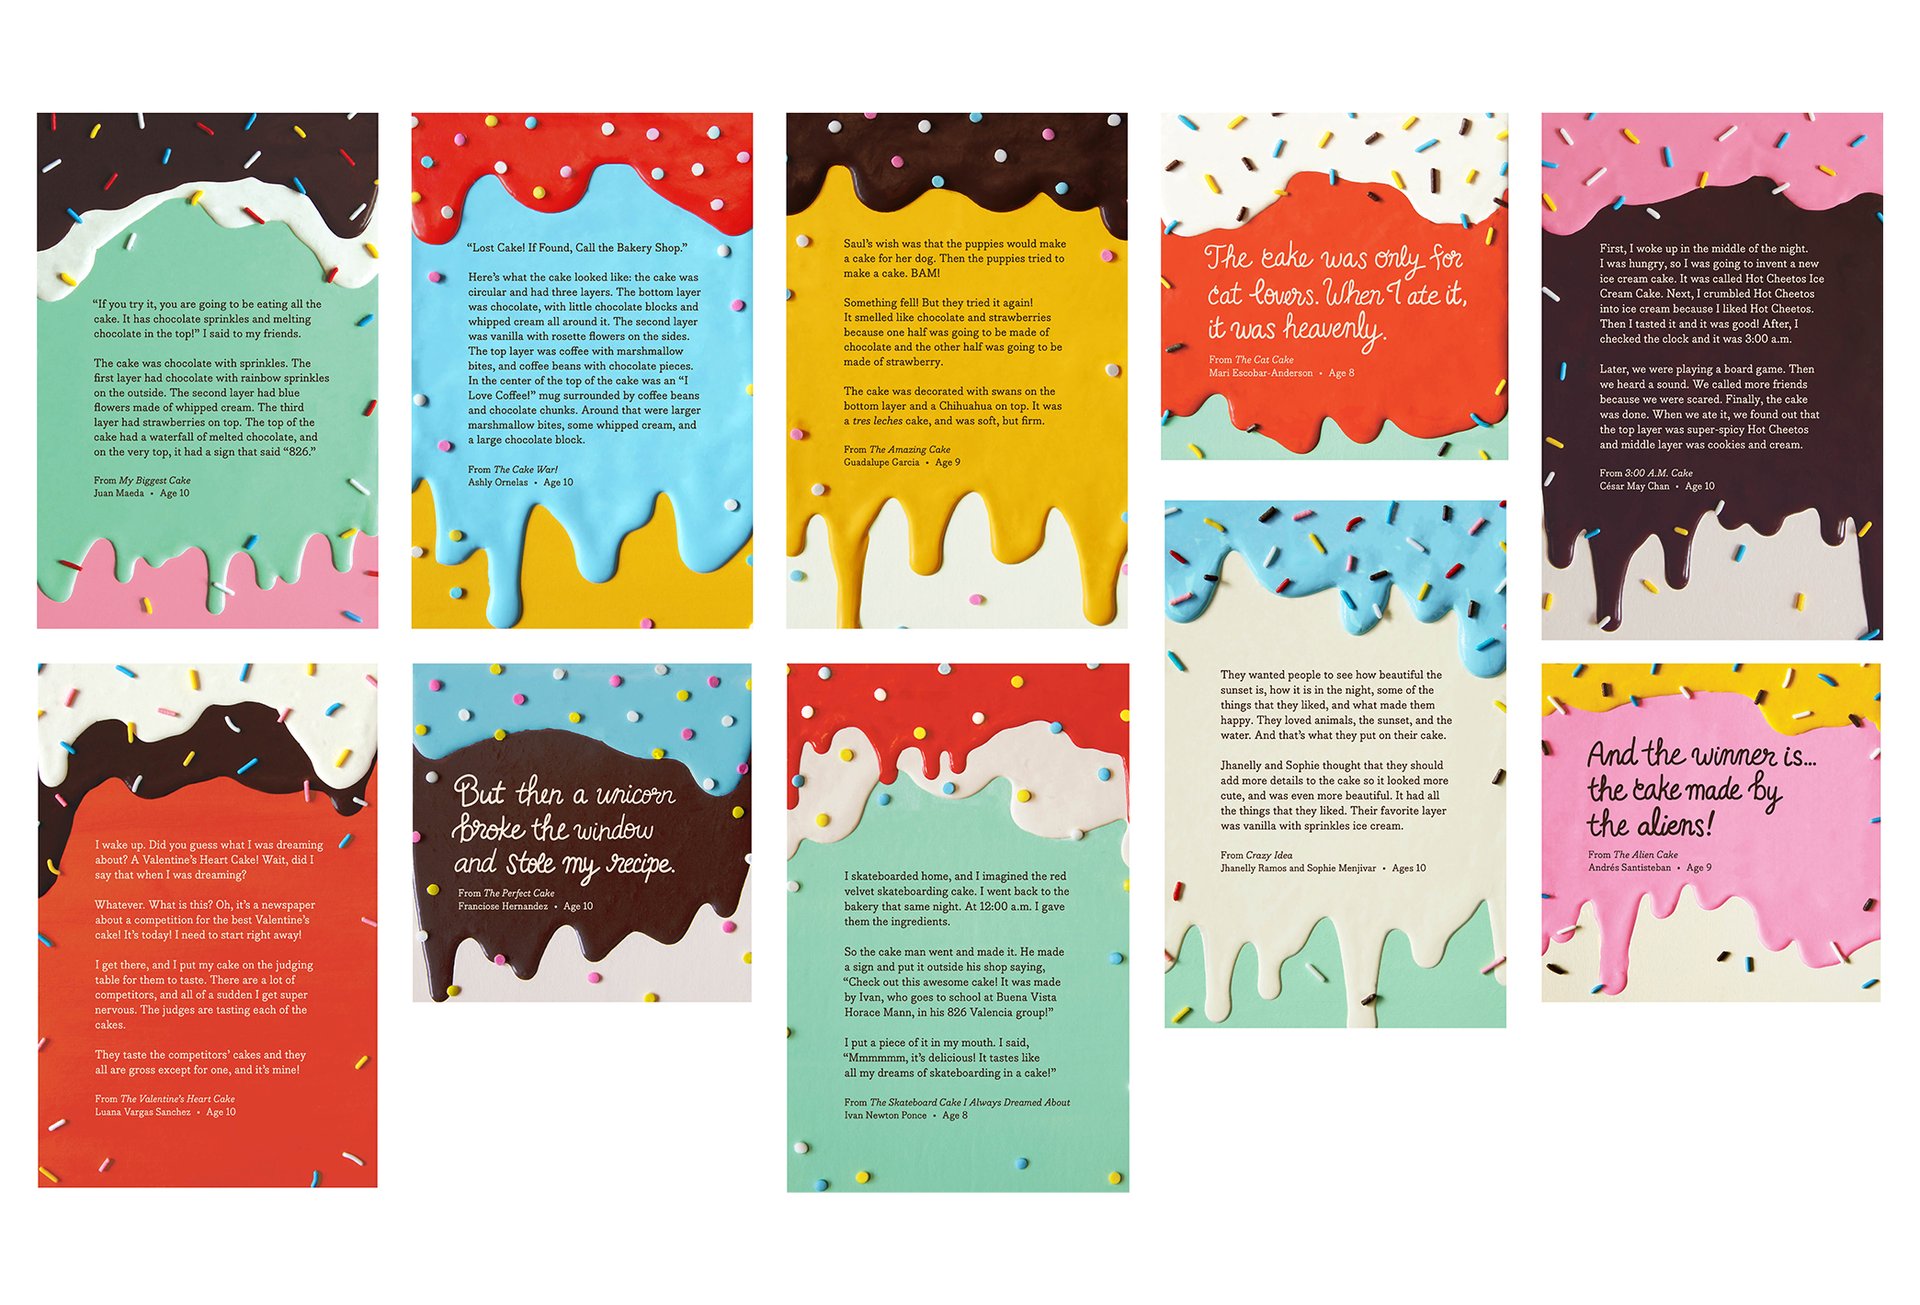 “If you try it, you are going to be eating all the
cake. It has chocolate sprinkles and melting
chocolate in the top!” I said to my friends.
The cake was chocolate with sprinkles. The
first layer had chocolate with rainbow sprinkles
on the outside. The second layer had blue
flowers made of whipped cream. The third
layer had strawberries on top. The top of the
cake had a waterfall of melted chocolate, and
on the very top, it had a sign that said “826.”
From My Biggest Cake
Juan Maeda • Age 10
“Lost Cake! If Found, Call the Bakery Shop.”
Here’s what the cake looked like: the cake was
circular and had three layers. The bottom layer
was chocolate, with little chocolate blocks and
whipped cream all around it. The second layer
was vanilla with rosette flowers on the sides.
The top layer was coffee with marshmallow
bites, and coffee beans with chocolate pieces.
In the center of the top of the cake was an “I
Love Coffee!” mug surrounded by coffee beans
and chocolate chunks. Around that were larger
marshmallow bites, some whipped cream, and
a large chocolate block.
From The Cake War!
Ashly Ornelas • Age 10
Saul’s wish was that the puppies would make
a cake for her dog. Then the puppies tried to
make a cake. BAM!
Something fell! But they tried it again!
It smelled like chocolate and strawberries
because one half was going to be made of
chocolate and the other half was going to be
made of strawberry.
The cake was decorated with swans on the
bottom layer and a Chihuahua on top. It was
a tres leches cake, and was soft, but firm.
From The Amazing Cake
Guadalupe Garcia • Age 9
The cake was only for
cat lovers. When I ate it,
it was heavenly.
From The Cat Cake
Mari Escobar-Anderson • Age 8
First, I woke up in the middle of the night.
I was hungry, so I was going to invent a new
ice cream cake. It was called Hot Cheetos Ice
Cream Cake. Next, I crumbled Hot Cheetos
into ice cream because I liked Hot Cheetos.
Then I tasted it and it was good! After, I
checked the clock and it was 3:00 a.m.
Later, we were playing a board game. Then
we heard a sound. We called more friends
because we were scared. Finally, the cake
was done. When we ate it, we found out that
the top layer was super-spicy Hot Cheetos
and middle layer was cookies and cream.
From 3:00 A.M. Cake
César May Chan • Age 10
I wake up. Did you guess what I was dreaming
about? A Valentine’s Heart Cake! Wait, did I
say that when I was dreaming?
Whatever. What is this? Oh, it’s a newspaper
about a competition for the best Valentine’s
cake! It’s today! I need to start right away!
I get there, and I put my cake on the judging
table for them to taste. There are a lot of
competitors, and all of a sudden I get super
nervous. The judges are tasting each of the
cakes.
They taste the competitors’ cakes and they
all are gross except for one, and it’s mine!
From The Valentine’s Heart Cake
Luana Vargas Sanchez • Age 10
But then a unicorn
broke the window
and stole my recipe.
From The Perfect Cake
Franciose Hernandez • Age 10
I skateboarded home, and I imagined the red
velvet skateboarding cake. I went back to the
bakery that same night. At 12:00 a.m. I gave
them the ingredients.
So the cake man went and made it. He made
a sign and put it outside his shop saying,
“Check out this awesome cake! It was made
by Ivan, who goes to school at Buena Vista
Horace Mann, in his 826 Valencia group!”
I put a piece of it in my mouth. I said,
“Mmmmmm, it’s delicious! It tastes like
all my dreams of skateboarding in a cake!”
From The Skateboard Cake I Always Dreamed About
Ivan Newton Ponce • Age 8
They wanted people to see how beautiful the
sunset is, how it is in the night, some of the
things that they liked, and what made them
happy. They loved animals, the sunset, and the
water. And that’s what they put on their cake.
Jhanelly and Sophie thought that they should
add more details to the cake so it looked more
cute, and was even more beautiful. It had all
the things that they liked. Their favorite layer
was vanilla with sprinkles ice cream.
From Crazy Idea
Jhanelly Ramos and Sophie Menjivar • Ages 10
And the winner is...
the cake made by
the aliens!
From The Alien Cake
Andrés Santisteban • Age 9